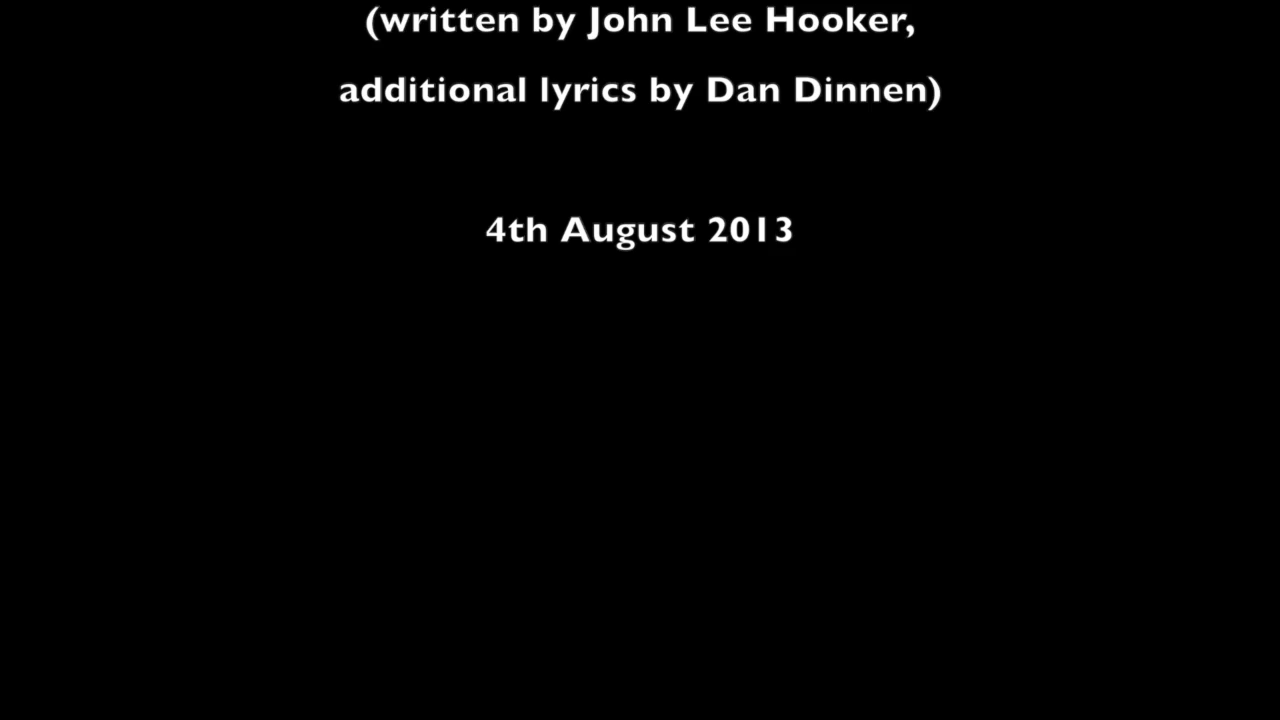 (written by John Lee Hooker,
additional lyrics by Dan Dinnen)
4th August 2013